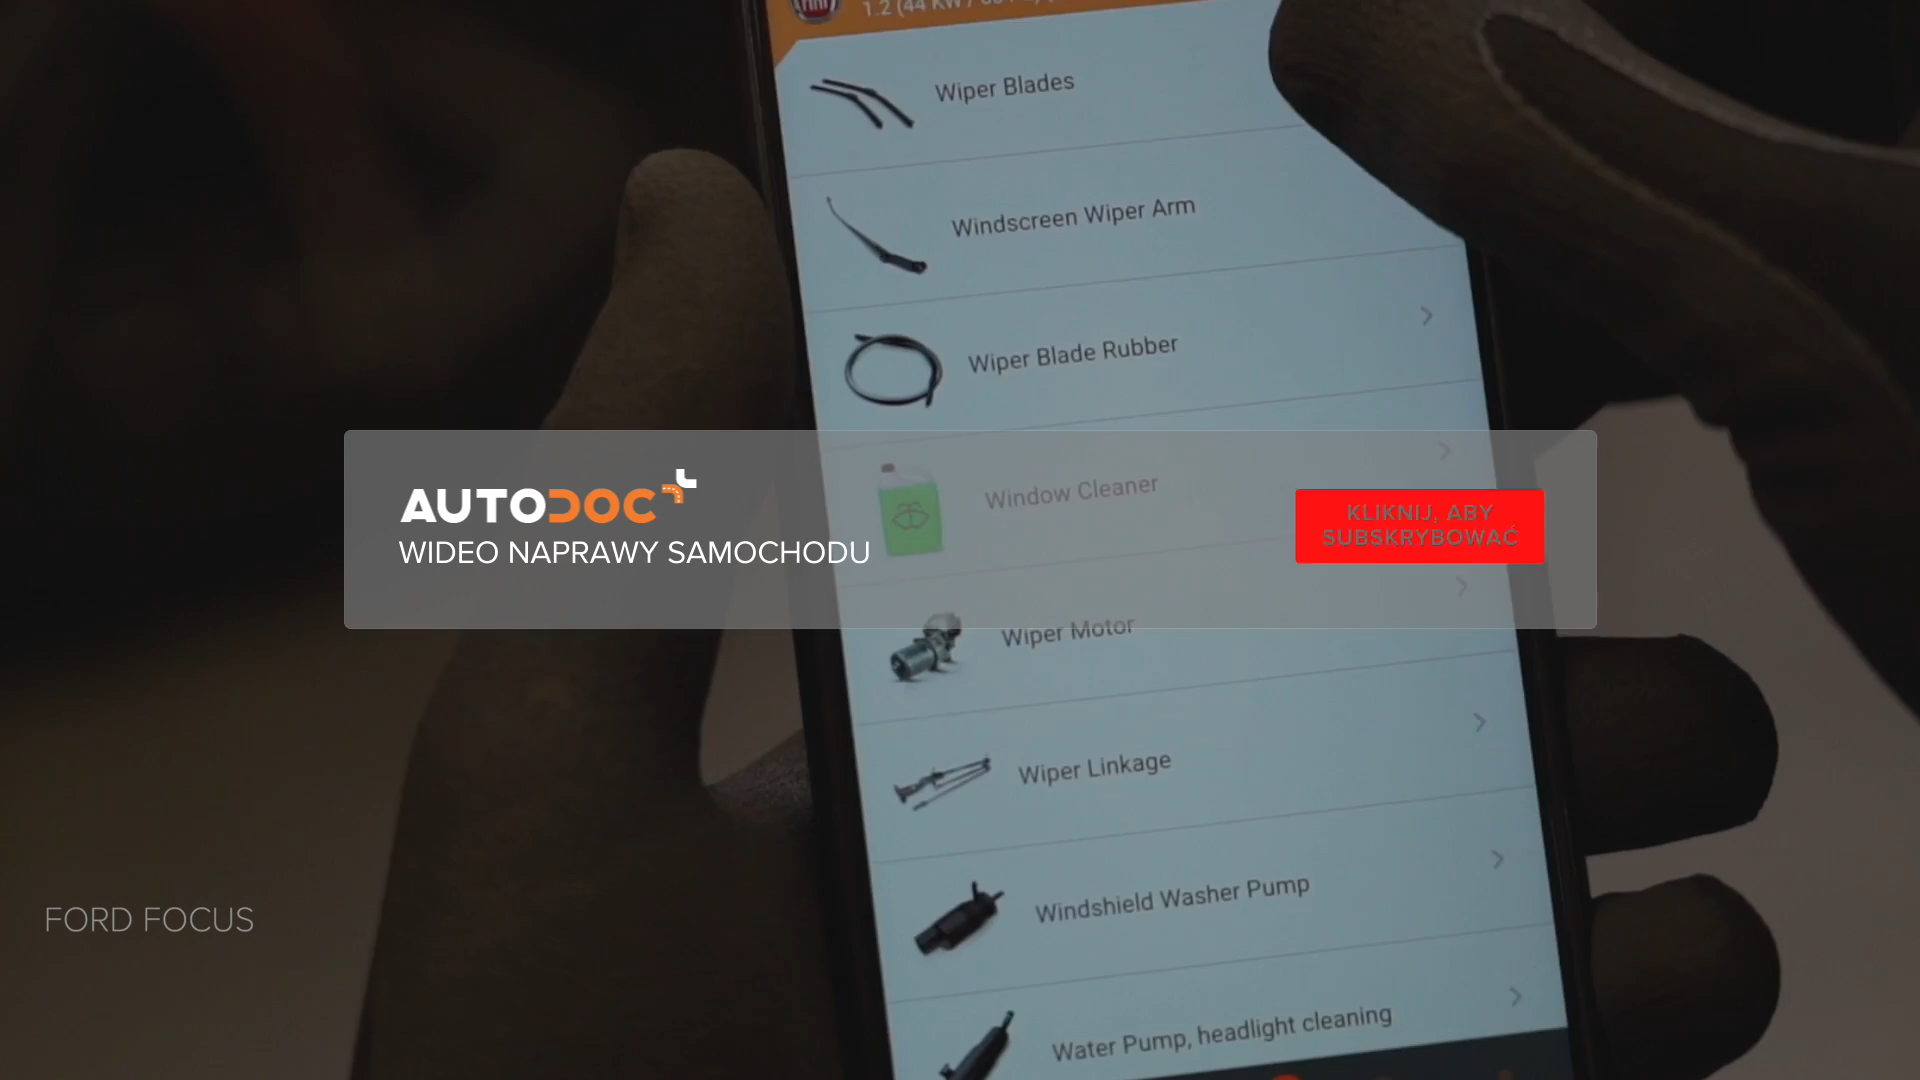 Wiper Blades
Windscreen Wiper Arm
Wiper Blade Rubber
Window Cleaner
AUTODOC
WIDEO NAPRAWY SAMOCHODU
KLIKNIJ, ABY
SUBSKRYBOWAĆ
Wiper Motor
Wiper Linkage
Windshield Washer Pump
FORD FOCUS
Water Pump, headlight cleaning